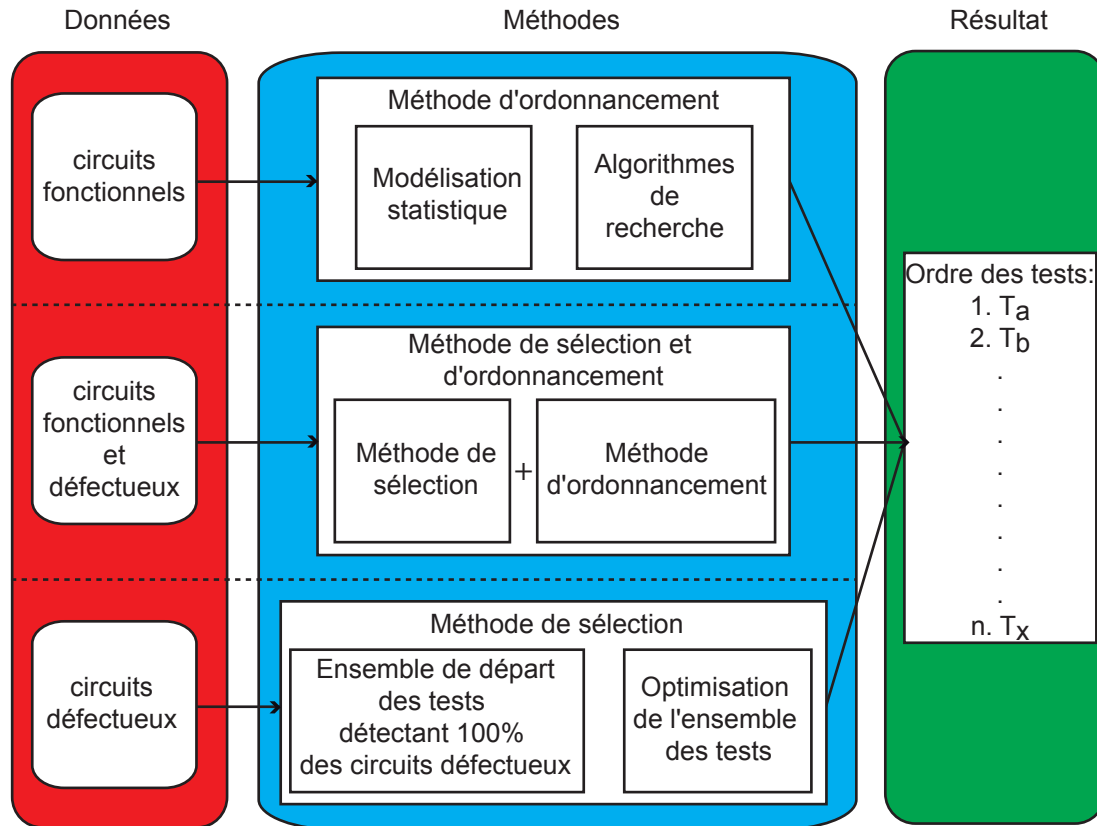 Données
Méthodes
Résultat
circuits
fonctionnels
Méthode d'ordonnancement
Modélisation
statistique
Algorithmes
de
recherche
circuits
fonctionnels
et
défectueux
Méthode de sélection et
d'ordonnancement
Méthode de
sélection
+
Méthode
d'ordonnancement
circuits
défectueux
Méthode de sélection
Ensemble de départ
des tests
détectant 100%
des circuits défectueux
Optimisation
de l'ensemble
des tests
Ordre des tests:
1. Ta
2. Tb
.
.
.
.
.
.
.
.
n. Tx